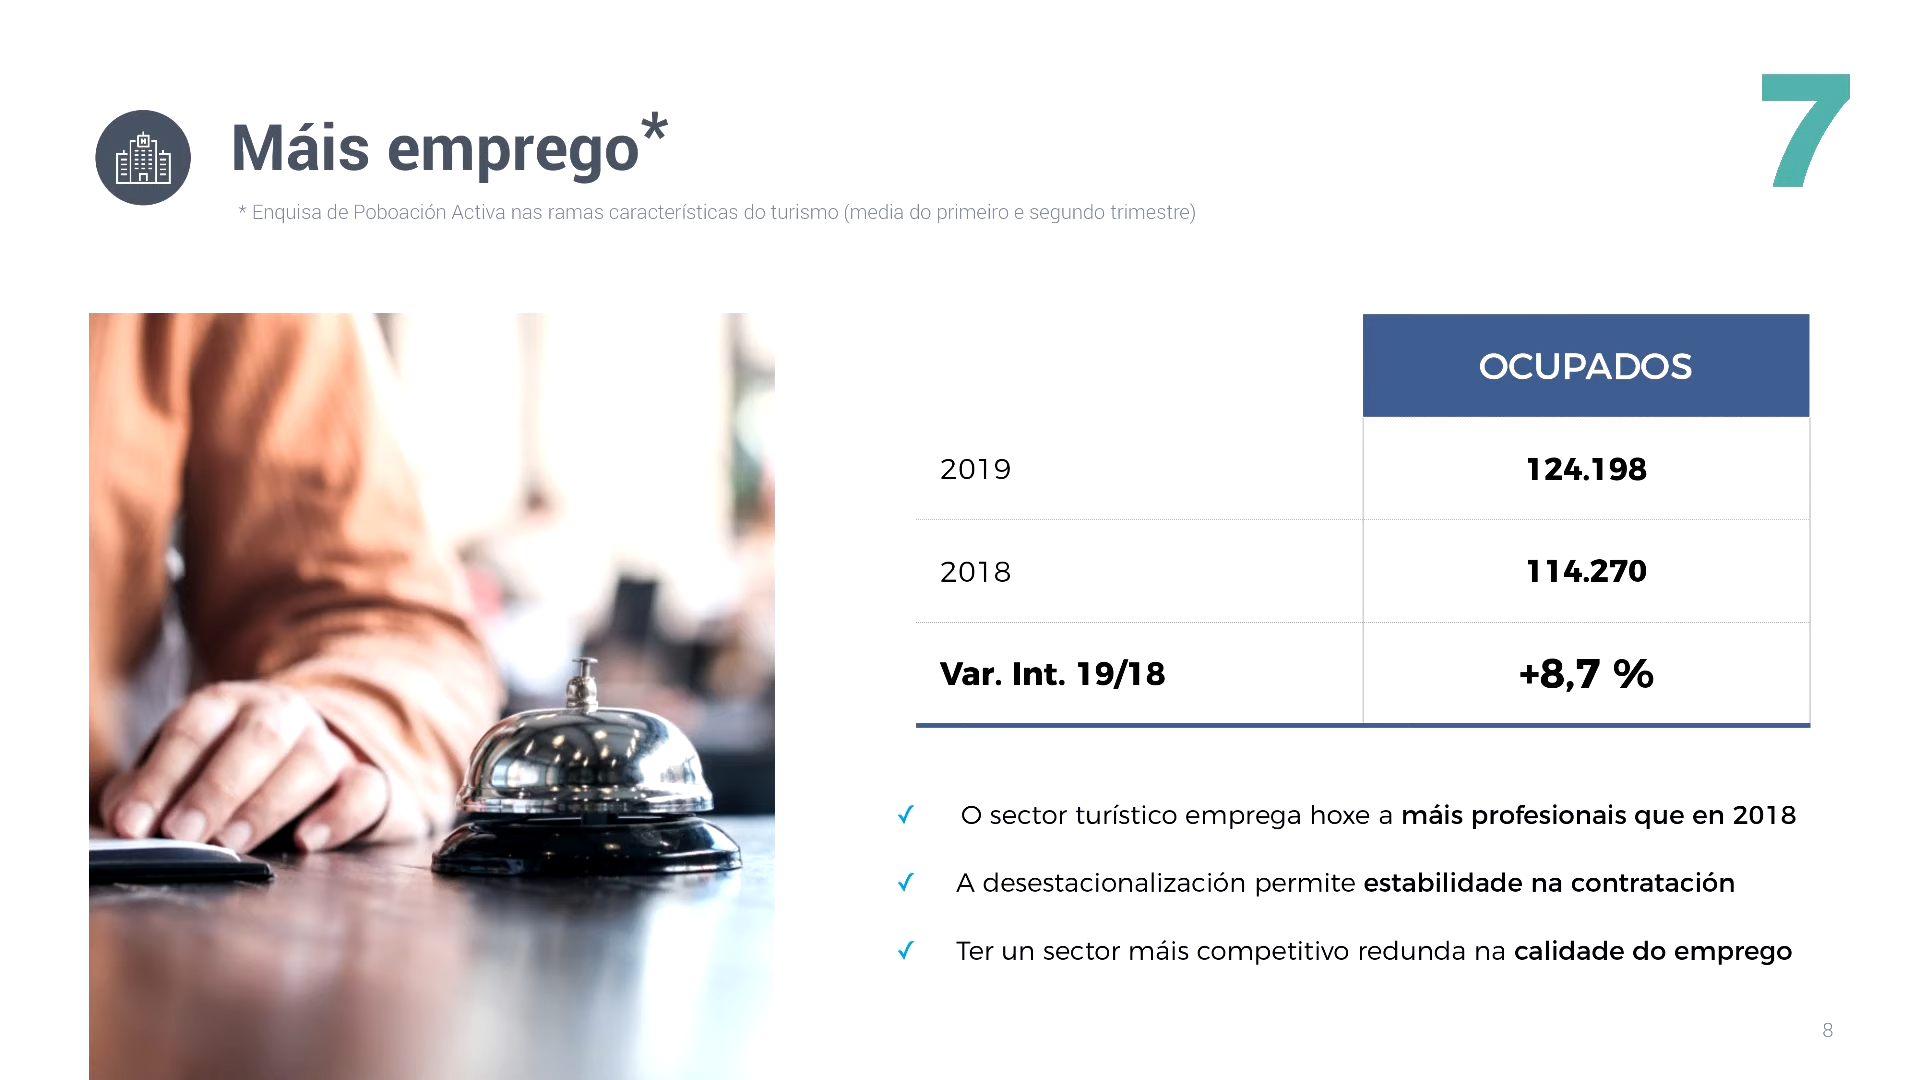 7
Máis emprego*
* Enquisa de Poboación Activa nas ramas características do turismo (media do primeiro e segundo trimestre)
OCUPADOS
2019 124.198
2018 114.270
Var. Int. 19/18 +8,7 %
✓ O sector turístico emprega hoxe a máis profesionais que en 2018
✓ A desestacionalización permite estabilidade na contratación
✓ Ter un sector máis competitivo redunda na calidade do emprego
8